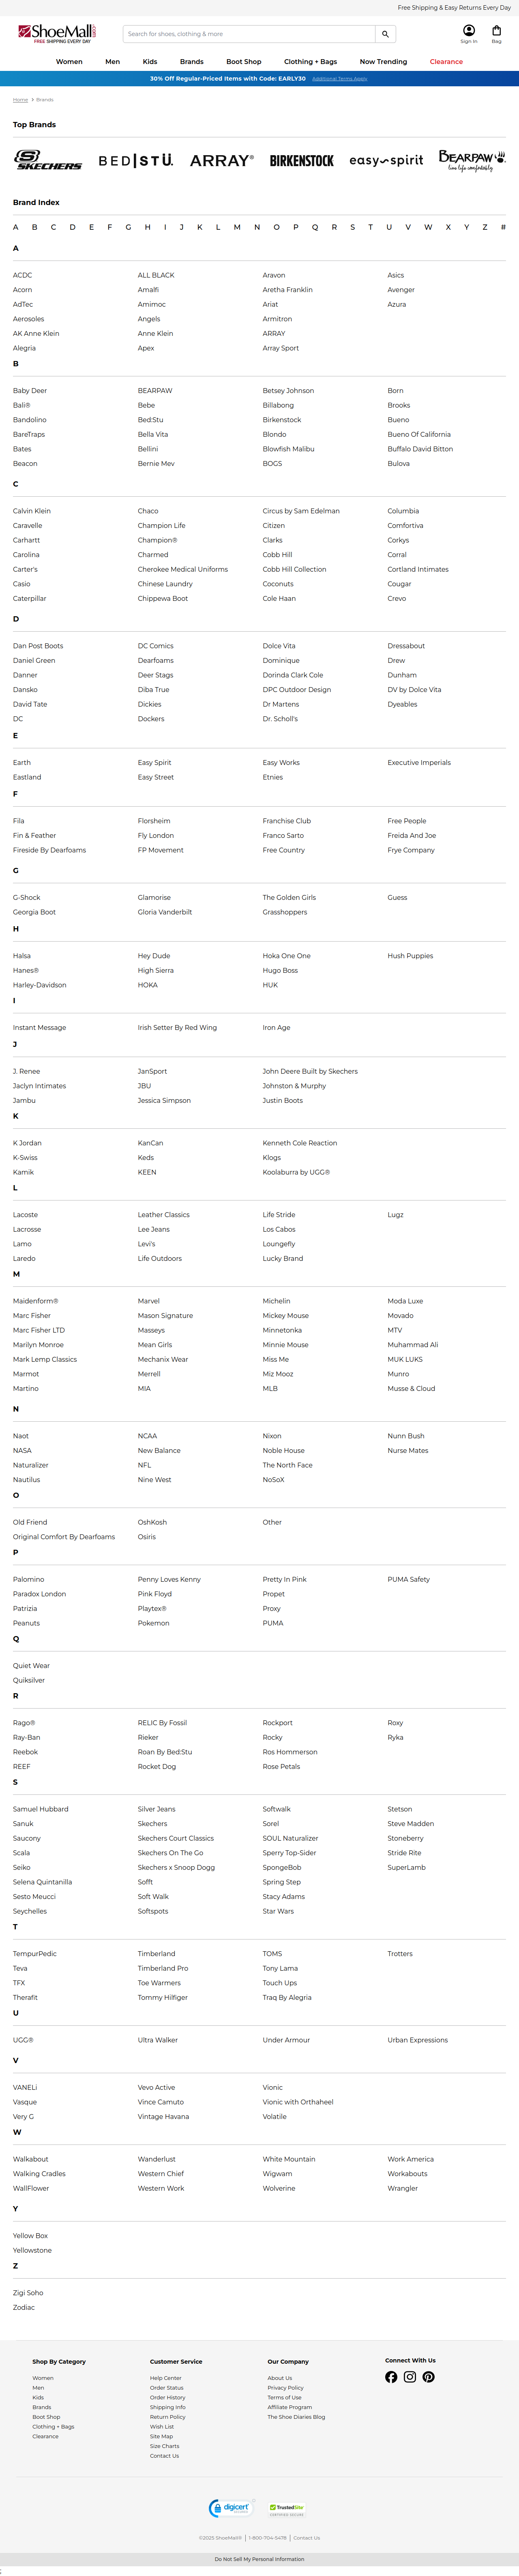 Free Shipping & Easy Returns Every Day
ShoeMall
FREE SHIPPING EVERY DAY
Search for shoes, clothing & more
Sign In
Bag
Women Men Kids Brands Boot Shop Clothing + Bags Now Trending Clearance
30% Off Regular-Priced Items with Code: EARLY30 Additional Terms Apply
Home > Brands
Top Brands
SKECHERS BED|STÜ. ARRAY® BIRKENSTOCK easy spirit BEARPAW
live life comfortably
Brand Index
A B C D E F G H I J K L M N O P Q R S T U V W X Y Z #
A
ACDC ALL BLACK Aravon Asics
Acorn Amalfi Aretha Franklin Avenger
AdTec Amimoc Ariat Azura
Aerosoles Angels Armitron
AK Anne Klein Anne Klein ARRAY
Alegria Apex Array Sport
B
Baby Deer BEARPAW Betsey Johnson Born
Bali® Bebe Billabong Brooks
Bandolino Bed:Stu Birkenstock Bueno
BareTraps Bella Vita Blondo Bueno Of California
Bates Bellini Blowfish Malibu Buffalo David Bitton
Beacon Bernie Mev BOGS Bulova
C
Calvin Klein Chaco Circus by Sam Edelman Columbia
Caravelle Champion Life Citizen Comfortiva
Carhartt Champion® Clarks Corkys
Carolina Charmed Cobb Hill Corral
Carter's Cherokee Medical Uniforms Cobb Hill Collection Cortland Intimates
Casio Chinese Laundry Coconuts Cougar
Caterpillar Chippewa Boot Cole Haan Crevo
D
Dan Post Boots DC Comics Dolce Vita Dressabout
Daniel Green Dearfoams Dominique Drew
Danner Deer Stags Dorinda Clark Cole Dunham
Dansko Diba True DPC Outdoor Design DV by Dolce Vita
David Tate Dickies Dr Martens Dyeables
DC Dockers Dr. Scholl's
E
Earth Easy Spirit Easy Works Executive Imperials
Eastland Easy Street Etnies
F
Fila Florsheim Franchise Club Free People
Fin & Feather Fly London Franco Sarto Freida And Joe
Fireside By Dearfoams FP Movement Free Country Frye Company
G
G-Shock Glamorise The Golden Girls Guess
Georgia Boot Gloria Vanderbilt Grasshoppers
H
Halsa Hey Dude Hoka One One Hush Puppies
Hanes® High Sierra Hugo Boss
Harley-Davidson HOKA HUK
I
Instant Message Irish Setter By Red Wing Iron Age
J
J. Renee JanSport John Deere Built by Skechers
Jaclyn Intimates JBU Johnston & Murphy
Jambu Jessica Simpson Justin Boots
K
K Jordan KanCan Kenneth Cole Reaction
K-Swiss Keds Klogs
Kamik KEEN Koolaburra by UGG®
L
Lacoste Leather Classics Life Stride Lugz
Lacrosse Lee Jeans Los Cabos
Lamo Levi's Loungefly
Laredo Life Outdoors Lucky Brand
M
Maidenform® Marvel Michelin Moda Luxe
Marc Fisher Mason Signature Mickey Mouse Movado
Marc Fisher LTD Masseys Minnetonka MTV
Marilyn Monroe Mean Girls Minnie Mouse Muhammad Ali
Mark Lemp Classics Mechanix Wear Miss Me MUK LUKS
Marmot Merrell Miz Mooz Munro
Martino MIA MLB Musse & Cloud
N
Naot NCAA Nixon Nunn Bush
NASA New Balance Noble House Nurse Mates
Naturalizer NFL The North Face
Nautilus Nine West NoSoX
O
Old Friend OshKosh Other
Original Comfort By Dearfoams Osiris
P
Palomino Penny Loves Kenny Pretty In Pink PUMA Safety
Paradox London Pink Floyd Propet
Patrizia Playtex® Proxy
Peanuts Pokemon PUMA
Q
Quiet Wear
Quiksilver
R
Rago® RELIC By Fossil Rockport Roxy
Ray-Ban Rieker Rocky Ryka
Reebok Roan By Bed:Stu Ros Hommerson
REEF Rocket Dog Rose Petals
S
Samuel Hubbard Silver Jeans Softwalk Stetson
Sanuk Skechers Sorel Steve Madden
Saucony Skechers Court Classics SOUL Naturalizer Stoneberry
Scala Skechers On The Go Sperry Top-Sider Stride Rite
Seiko Skechers x Snoop Dogg SpongeBob SuperLamb
Selena Quintanilla Sofft Spring Step
Sesto Meucci Soft Walk Stacy Adams
Seychelles Softspots Star Wars
T
TempurPedic Timberland TOMS Trotters
Teva Timberland Pro Tony Lama
TFX Toe Warmers Touch Ups
Therafit Tommy Hilfiger Traq By Alegria
U
UGG® Ultra Walker Under Armour Urban Expressions
V
VANELi Vevo Active Vionic
Vasque Vince Camuto Vionic with Orthaheel
Very G Vintage Havana Volatile
W
Walkabout Wanderlust White Mountain Work America
Walking Cradles Western Chief Wigwam Workabouts
WallFlower Western Work Wolverine Wrangler
Y
Yellow Box
Yellowstone
Z
Zigi Soho
Zodiac
Shop By Category Customer Service Our Company Connect With Us
Women Help Center About Us
Men Order Status Privacy Policy
Kids Order History Terms of Use
Brands Shipping Info Affiliate Program
Boot Shop Return Policy The Shoe Diaries Blog
Clothing + Bags Wish List
Clearance Site Map
Size Charts
Contact Us
digicert TrustedSite
CERTIFIED SECURE
©2025 ShoeMall® | 1-800-704-5478 | Contact Us
Do Not Sell My Personal Information